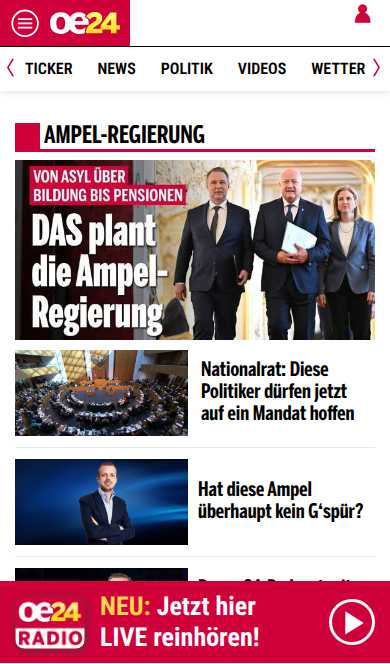 oe24
TICKER NEWS POLITIK VIDEOS WETTER
AMPEL-REGIERUNG
VON ASYL ÜBER
BILDUNG BIS PENSIONEN
DAS plant
die Ampel-
Regierung
Nationalrat: Diese
Politiker dürfen jetzt
auf ein Mandat hoffen
Hat diese Ampel
überhaupt kein G‘spür?
oe24
RADIO
NEU: Jetzt hier
LIVE reinhören!